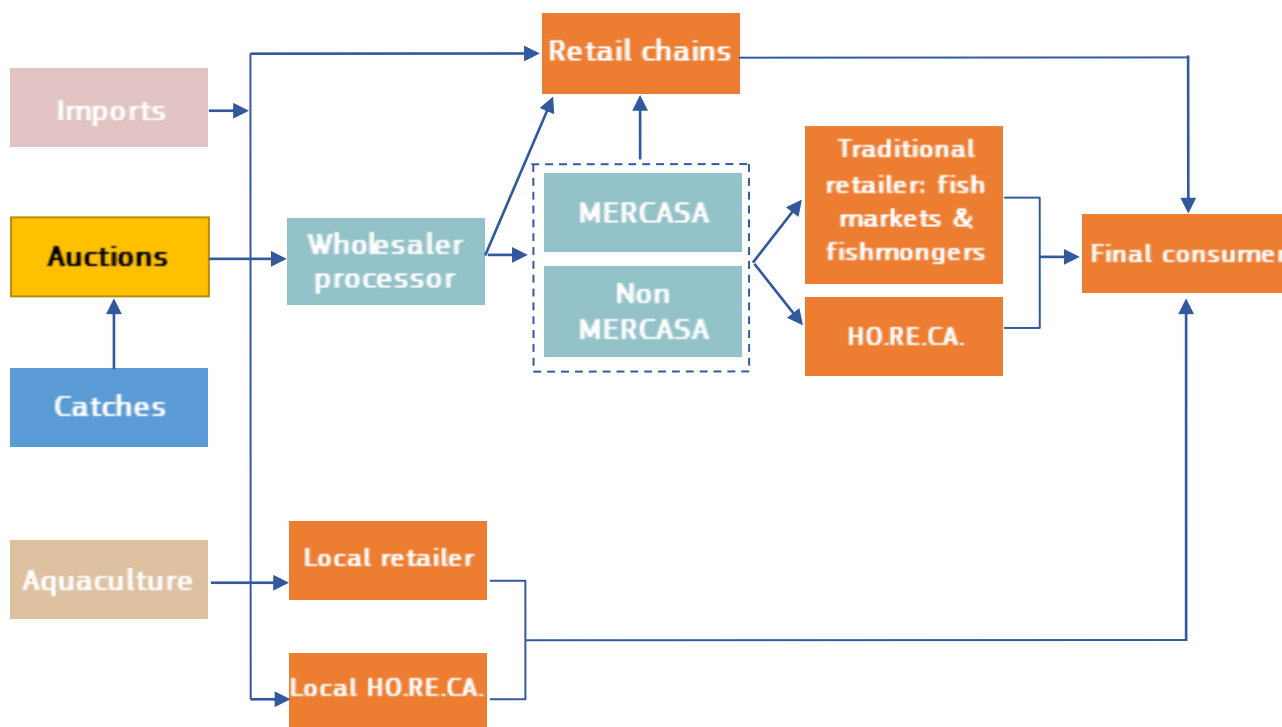 Retail chains
Imports
Traditional
retailer: fish
markets &
fishmongers
MERCASA
Auctions
Wholesaler
processor
Final consumer
Non
MERCASA
HO.RE.CA.
Catches
Local retailer
Aquaculture
Local HO.RE.CA.